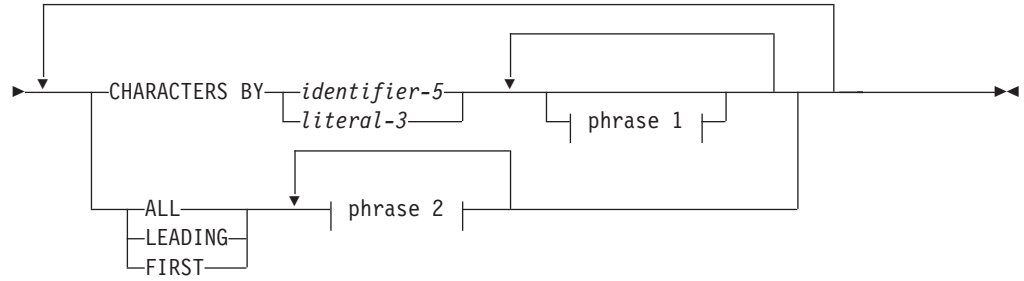 CHARACTERS BY identifier-5
literal-3
phrase 1
ALL
phrase 2
LEADING
FIRST